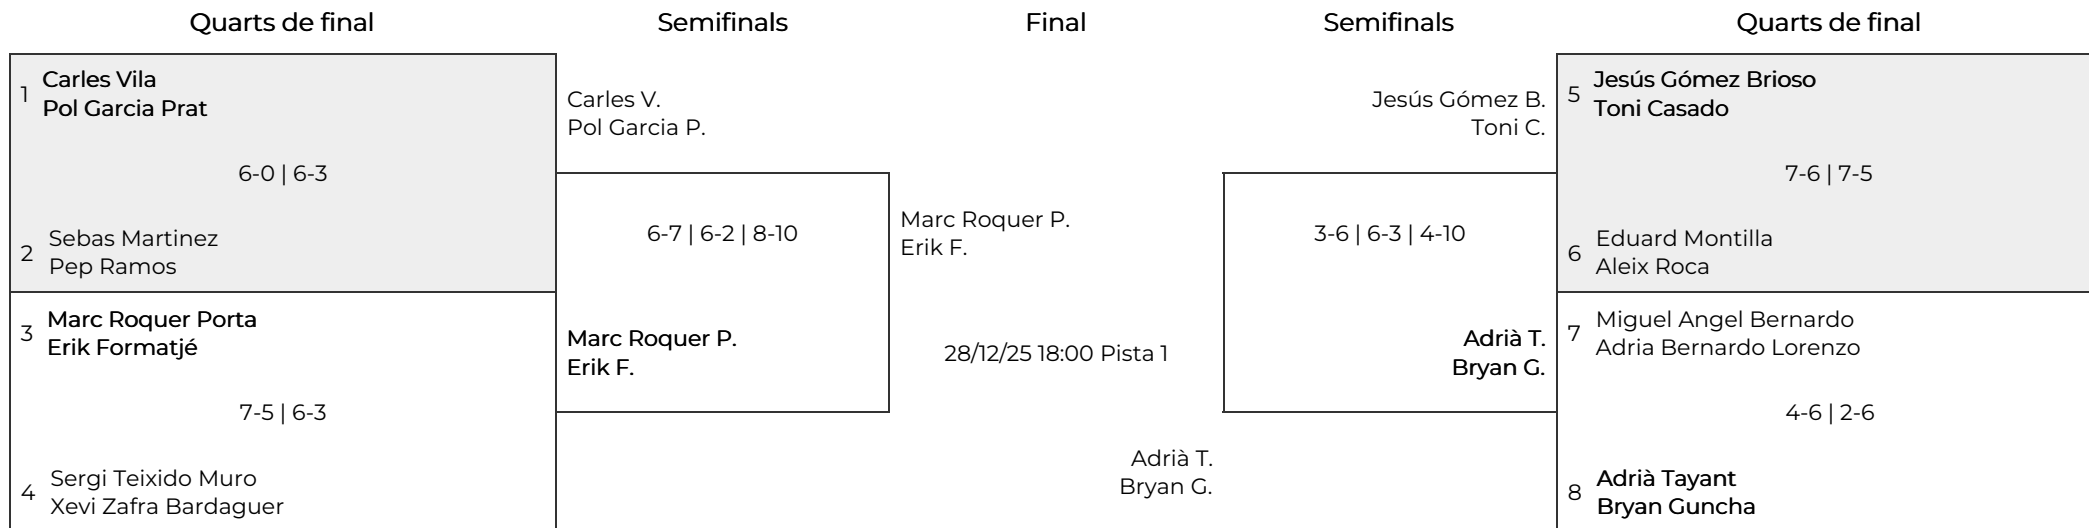 Quarts de final
Semifinals
Final
Semifinals
Quarts de final
1
Carles Vila
Pol Garcia Prat
6-0 | 6-3
2
Sebas Martinez
Pep Ramos
3
Marc Roquer Porta
Erik Formatjé
7-5 | 6-3
4
Sergi Teixido Muro
Xevi Zafra Bardaguer
Carles V.
Pol Garcia P.
6-7 | 6-2 | 8-10
Marc Roquer P.
Erik F.
Marc Roquer P.
Erik F.
28/12/25 18:00 Pista 1
Adrià T.
Bryan G.
Jesús Gómez B.
Toni C.
3-6 | 6-3 | 4-10
Adrià T.
Bryan G.
5
Jesús Gómez Brioso
Toni Casado
7-6 | 7-5
6
Eduard Montilla
Aleix Roca
7
Miguel Angel Bernardo
Adria Bernardo Lorenzo
4-6 | 2-6
8
Adrià Tayant
Bryan Guncha